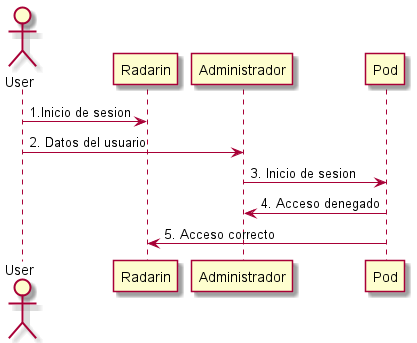 User
Radarin
Administrador
Pod
1.Inicio de sesion
2. Datos del usuario
3. Inicio de sesion
4. Acceso denegado
5. Acceso correcto
User
Radarin
Administrador
Pod